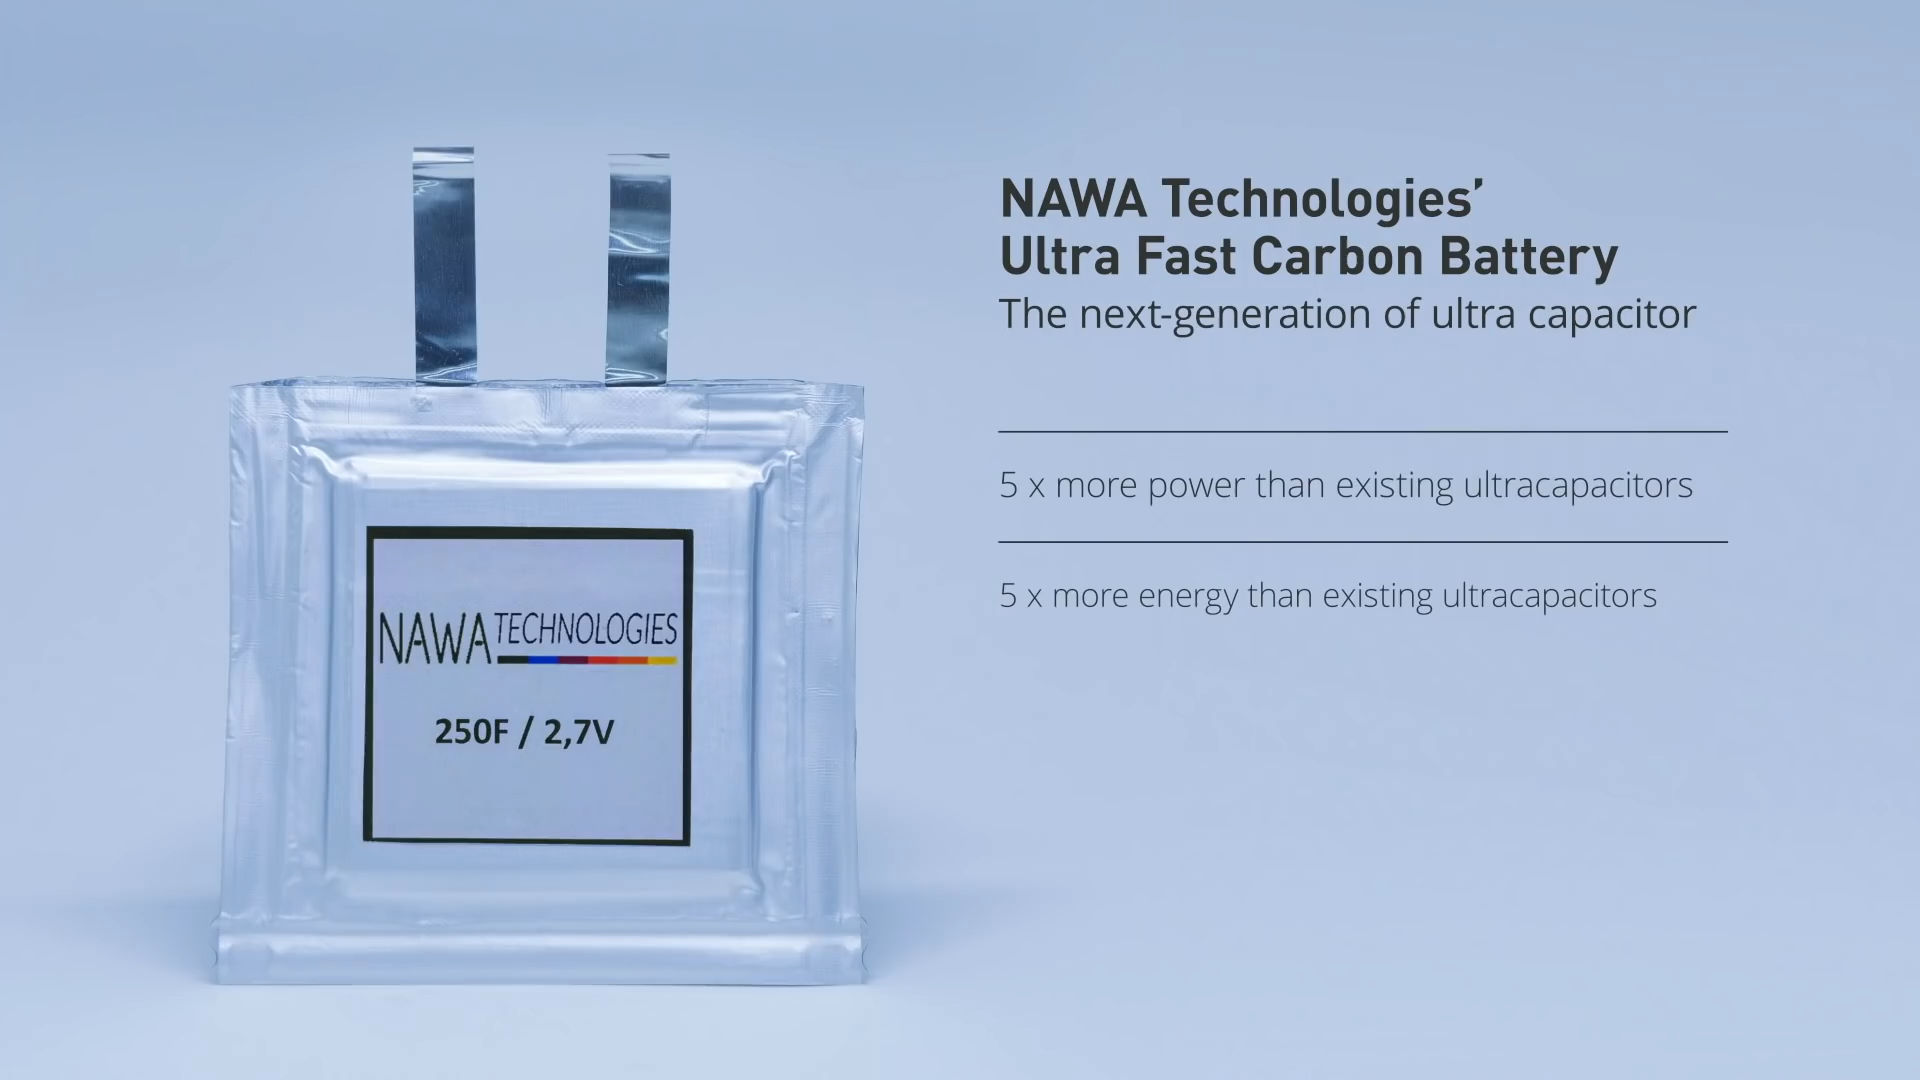 NAWA Technologies’
Ultra Fast Carbon Battery
The next-generation of ultra capacitor
5 x more power than existing ultracapacitors
5 x more energy than existing ultracapacitors
NAWA TECHNOLOGIES
250F / 2,7V